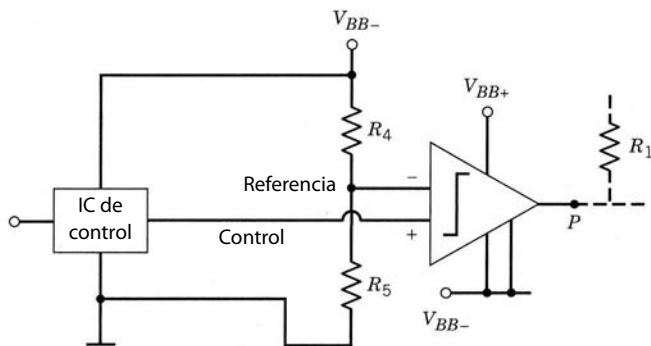 V_BB-
V_BB+
R_4
R_1
Referencia
−
IC de
control
Control
+
P
R_5
V_BB-